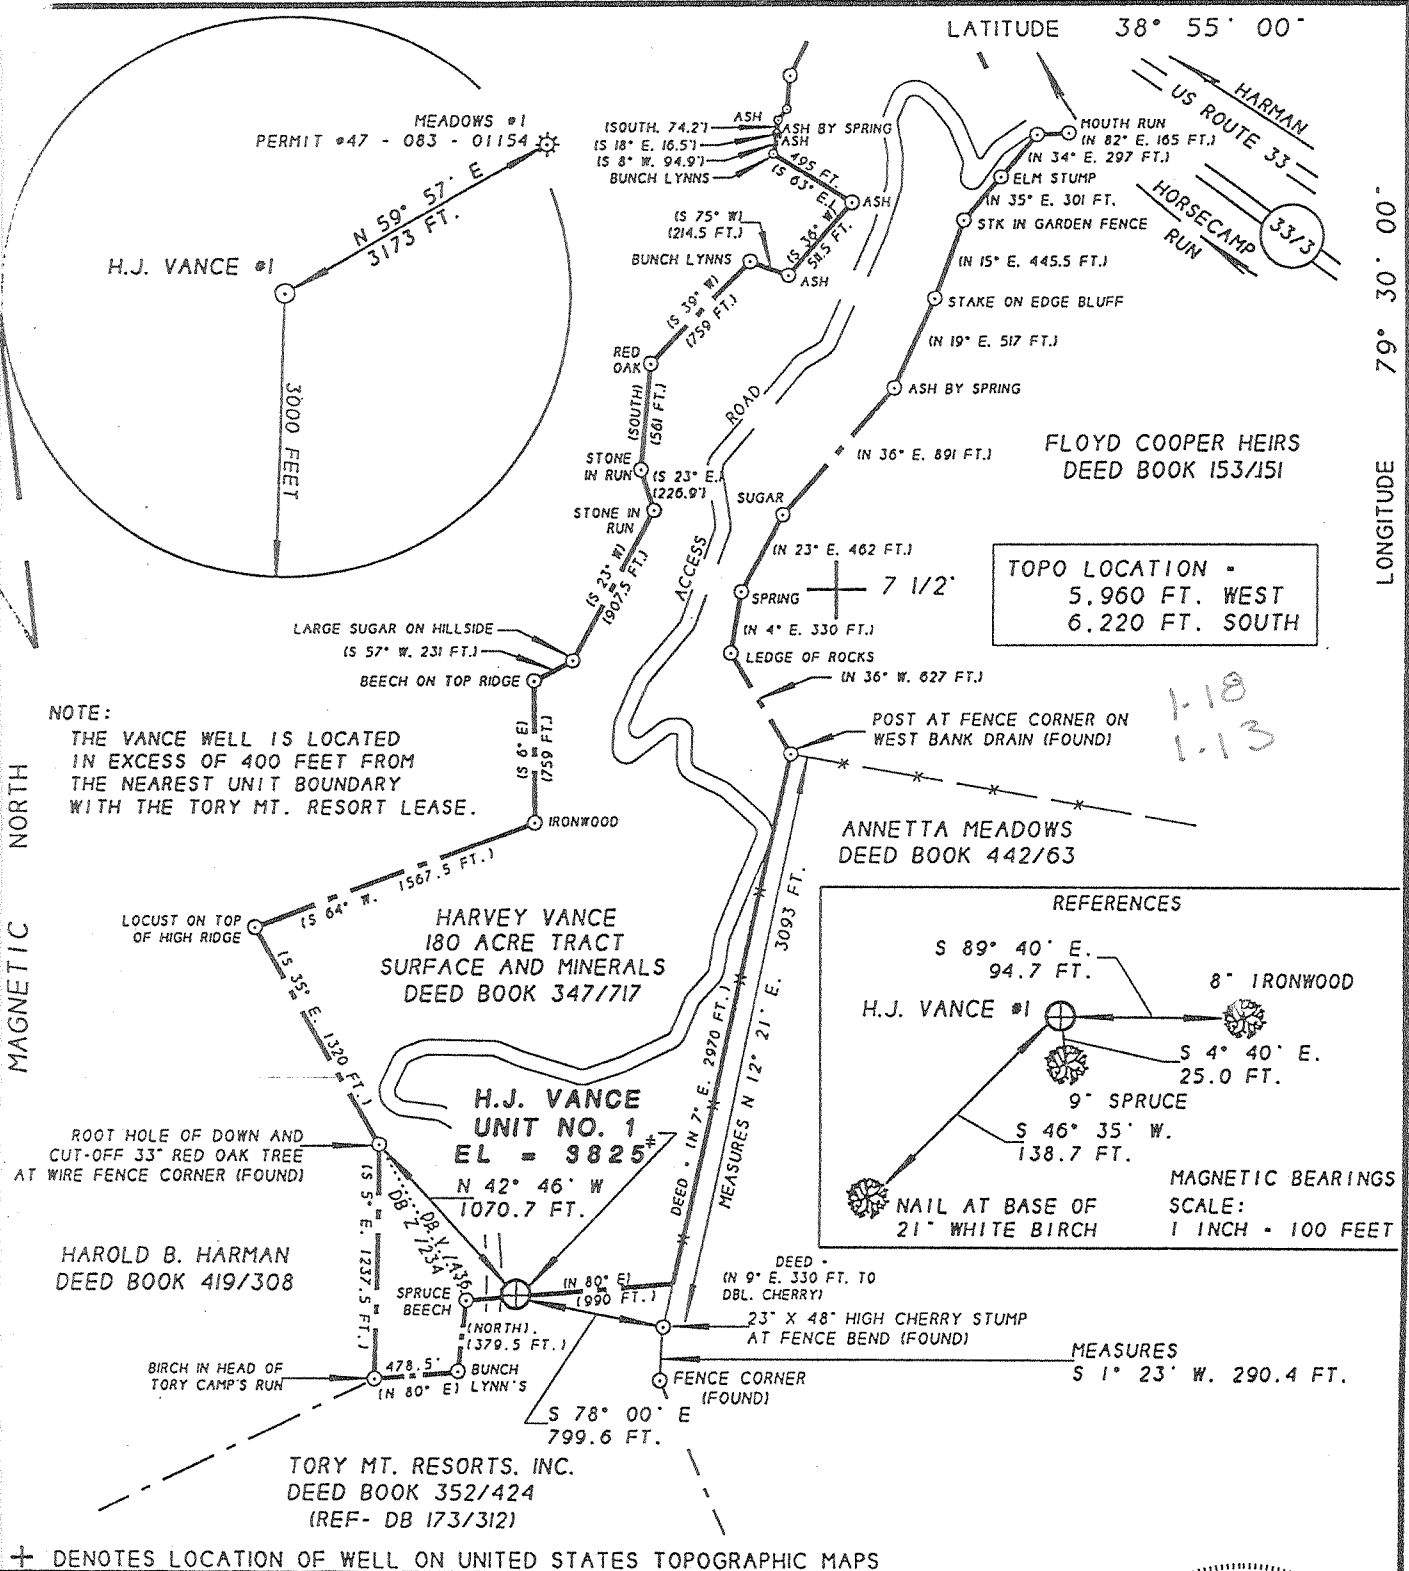 LATITUDE 38° 55' 00"
HARMAN
US ROUTE 33
HORSECAMP
RUN
33/3
LONGITUDE 79° 30' 00"
MEADOWS #1
PERMIT #47 - 083 - 01154
N 59° 57' E
3173 FT.
H.J. VANCE #1
3000 FEET
ASH
(SOUTH. 74.2')
ASH BY SPRING
(S 18° E. 16.5')
ASH
(S 8° W. 94.9')
BUNCH LYNNS
495 FT.
(S 63° E.)
ASH
(S 36° W)
511.5 FT.
(S 75° W)
(214.5 FT.)
BUNCH LYNNS
ASH
(S 39° W)
(759 FT.)
RED
OAK
(SOUTH)
(561 FT.)
STONE
IN RUN
(S 23° E.)
(226.9')
STONE IN
RUN
(S 23° W)
(907.5 FT.)
LARGE SUGAR ON HILLSIDE
(S 57° W. 231 FT.)
BEECH ON TOP RIDGE
(S 6° E)
(759 FT.)
IRONWOOD
(S 64° W. 1567.5 FT.)
LOCUST ON TOP
OF HIGH RIDGE
(S 35° E. 1320 FT.)
MOUTH RUN
(N 82° E. 165 FT.)
(N 34° E. 297 FT.)
ELM STUMP
(N 35° E. 301 FT.
STK IN GARDEN FENCE
(N 15° E. 445.5 FT.)
STAKE ON EDGE BLUFF
(N 19° E. 517 FT.)
ASH BY SPRING
(N 36° E. 891 FT.)
SUGAR
(N 23° E. 462 FT.)
SPRING
7 1/2'
(N 4° E. 330 FT.)
LEDGE OF ROCKS
(N 36° W. 627 FT.)
POST AT FENCE CORNER ON
WEST BANK DRAIN (FOUND)
ACCESS ROAD
FLOYD COOPER HEIRS
DEED BOOK 153/151
TOPO LOCATION -
5,960 FT. WEST
6,220 FT. SOUTH
1.18
1.13
NOTE:
THE VANCE WELL IS LOCATED
IN EXCESS OF 400 FEET FROM
THE NEAREST UNIT BOUNDARY
WITH THE TORY MT. RESORT LEASE.
MAGNETIC NORTH
ANNETTA MEADOWS
DEED BOOK 442/63
HARVEY VANCE
180 ACRE TRACT
SURFACE AND MINERALS
DEED BOOK 347/717
DEED - (N 7° E. 2970 FT.)
MEASURES N 12° 21' E. 3093 FT.
REFERENCES
S 89° 40' E.
94.7 FT.
8" IRONWOOD
H.J. VANCE #1
S 4° 40' E.
25.0 FT.
9" SPRUCE
S 46° 35' W.
138.7 FT.
NAIL AT BASE OF
21" WHITE BIRCH
MAGNETIC BEARINGS
SCALE:
1 INCH - 100 FEET
H.J. VANCE
UNIT NO. 1
EL = 3825*
N 42° 46' W
1070.7 FT.
ROOT HOLE OF DOWN AND
CUT-OFF 33" RED OAK TREE
AT WIRE FENCE CORNER (FOUND)
(S 5° E. 1237.5 FT.)
HAROLD B. HARMAN
DEED BOOK 419/308
SPRUCE
BEECH
(N 80° E)
(990 FT.)
DEED -
(N 9° E. 330 FT. TO
DBL. CHERRY)
23" X 48" HIGH CHERRY STUMP
AT FENCE BEND (FOUND)
(NORTH).
(379.5 FT.)
BIRCH IN HEAD OF
TORY CAMP'S RUN
478.5'
(N 80° E)
BUNCH
LYNN'S
FENCE CORNER
(FOUND)
MEASURES
S 1° 23' W. 290.4 FT.
S 78° 00' E
799.6 FT.
TORY MT. RESORTS, INC.
DEED BOOK 352/424
(REF- DB 173/312)
+ DENOTES LOCATION OF WELL ON UNITED STATES TOPOGRAPHIC MAPS